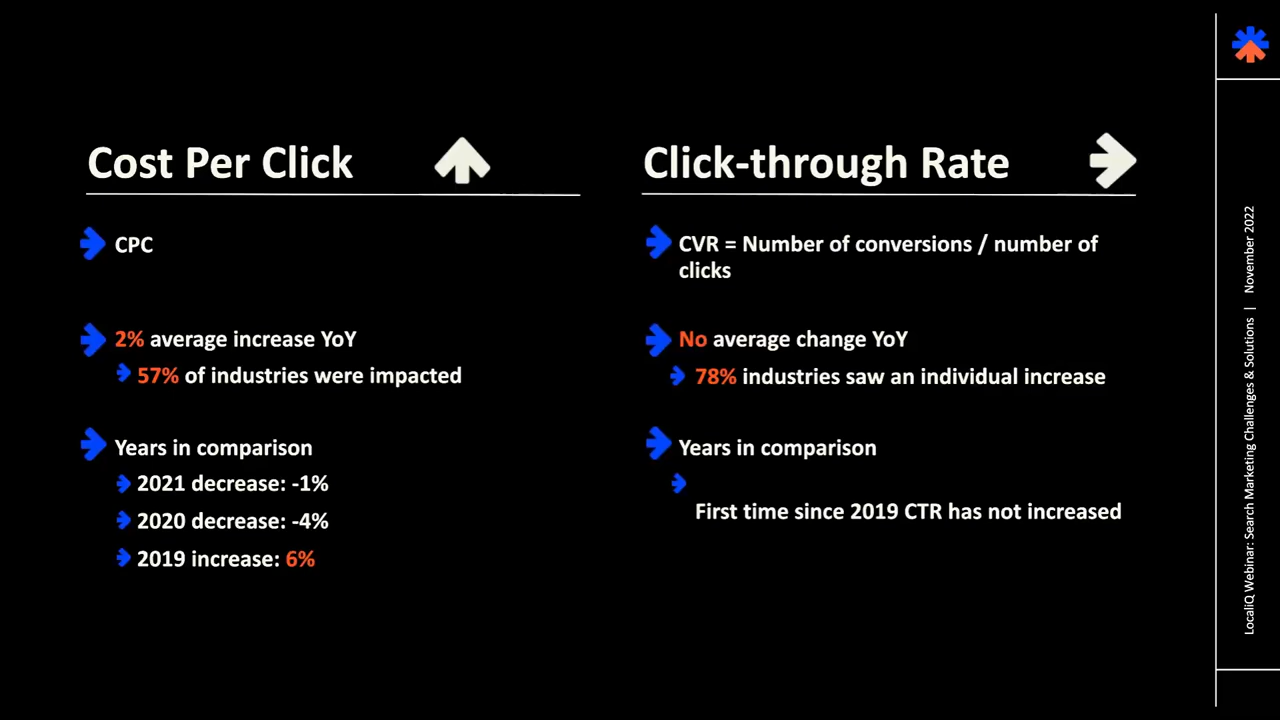 Cost Per Click
CPC
2% average increase YoY
57% of industries were impacted
Years in comparison
2021 decrease: -1%
2020 decrease: -4%
2019 increase: 6%
Click-through Rate
CVR = Number of conversions / number of
clicks
No average change YoY
78% industries saw an individual increase
Years in comparison
First time since 2019 CTR has not increased
LocaliQ Webinar: Search Marketing Challenges & Solutions | November 2022